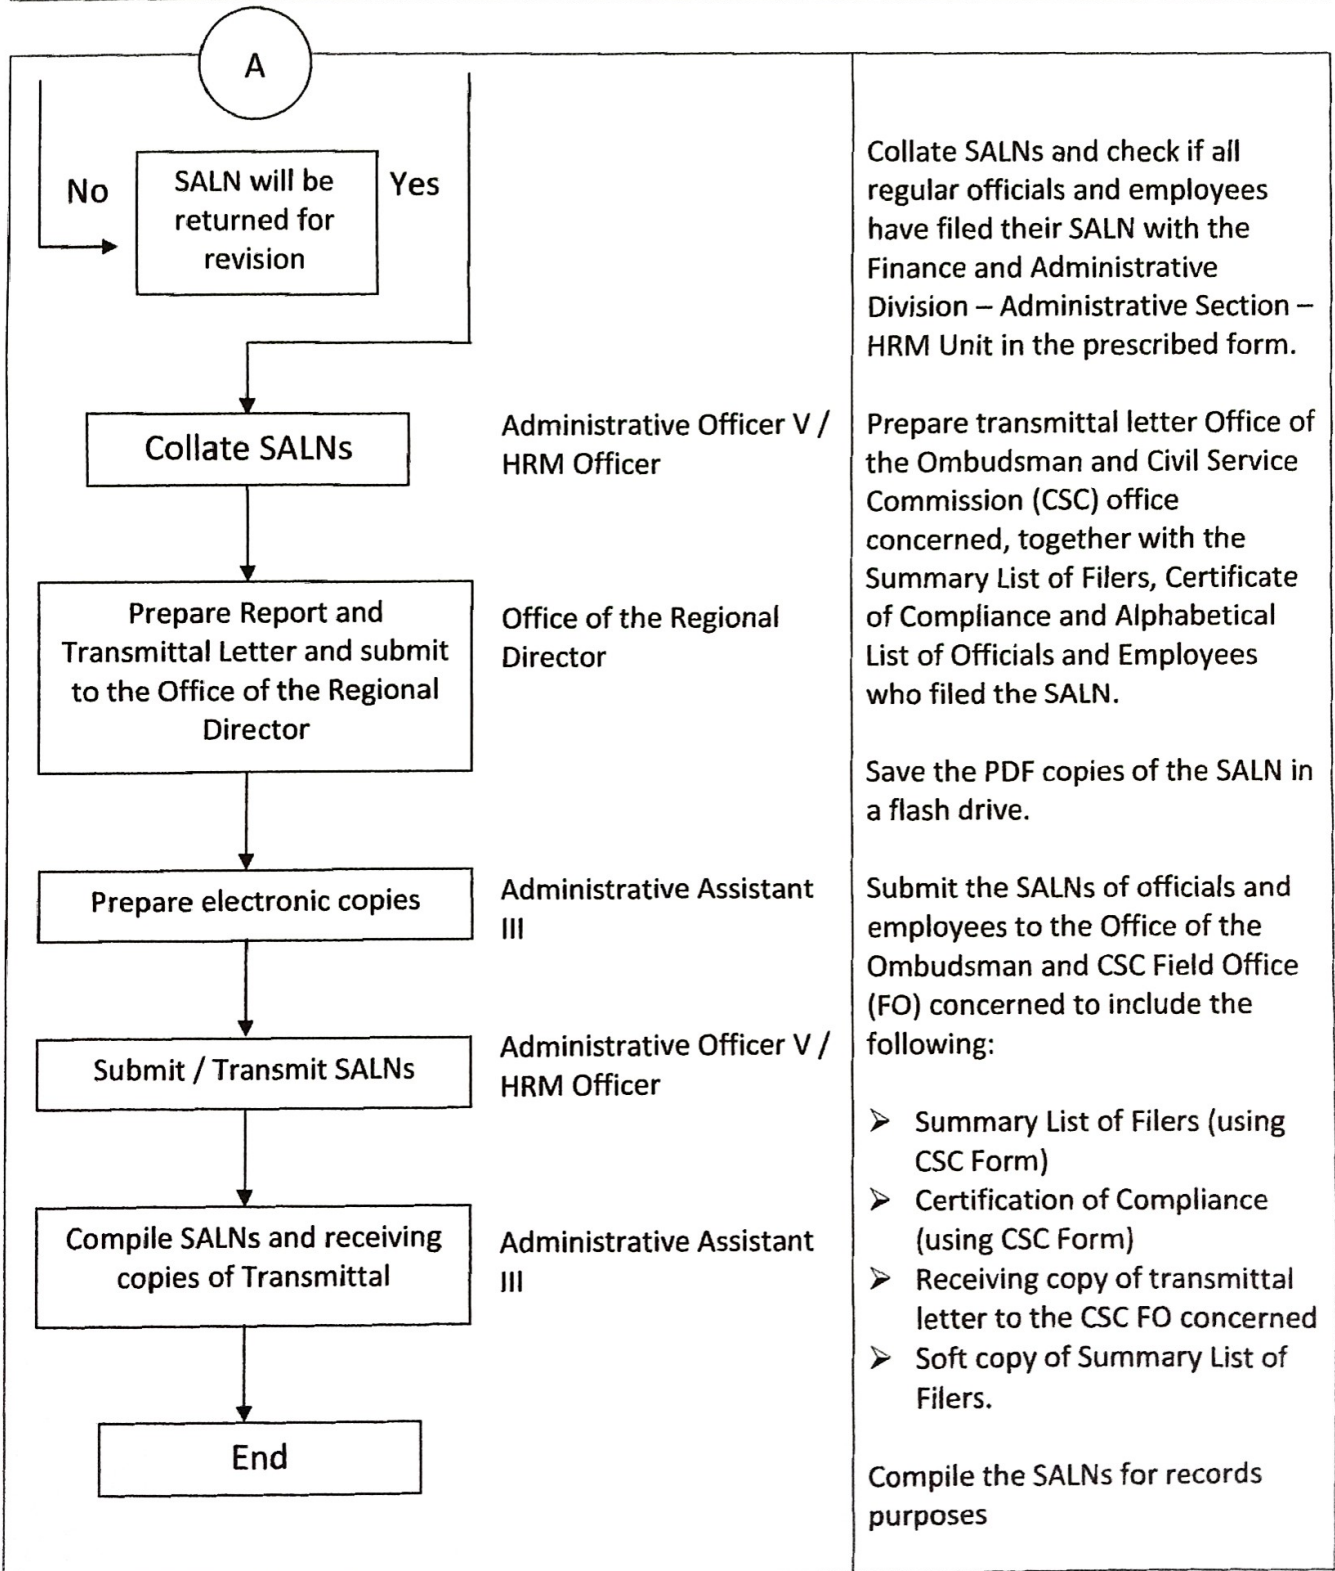 A
No
SALN will be
returned for
revision
Yes
Collate SALNs
Administrative Officer V /
HRM Officer
Prepare Report and
Transmittal Letter and submit
to the Office of the Regional
Director
Office of the Regional
Director
Prepare electronic copies
Administrative Assistant
III
Submit / Transmit SALNs
Administrative Officer V /
HRM Officer
Compile SALNs and receiving
copies of Transmittal
Administrative Assistant
III
End
Collate SALNs and check if all
regular officials and employees
have filed their SALN with the
Finance and Administrative
Division – Administrative Section –
HRM Unit in the prescribed form.
Prepare transmittal letter Office of
the Ombudsman and Civil Service
Commission (CSC) office
concerned, together with the
Summary List of Filers, Certificate
of Compliance and Alphabetical
List of Officials and Employees
who filed the SALN.
Save the PDF copies of the SALN in
a flash drive.
Submit the SALNs of officials and
employees to the Office of the
Ombudsman and CSC Field Office
(FO) concerned to include the
following:
➢ Summary List of Filers (using
CSC Form)
➢ Certification of Compliance
(using CSC Form)
➢ Receiving copy of transmittal
letter to the CSC FO concerned
➢ Soft copy of Summary List of
Filers.
Compile the SALNs for records
purposes